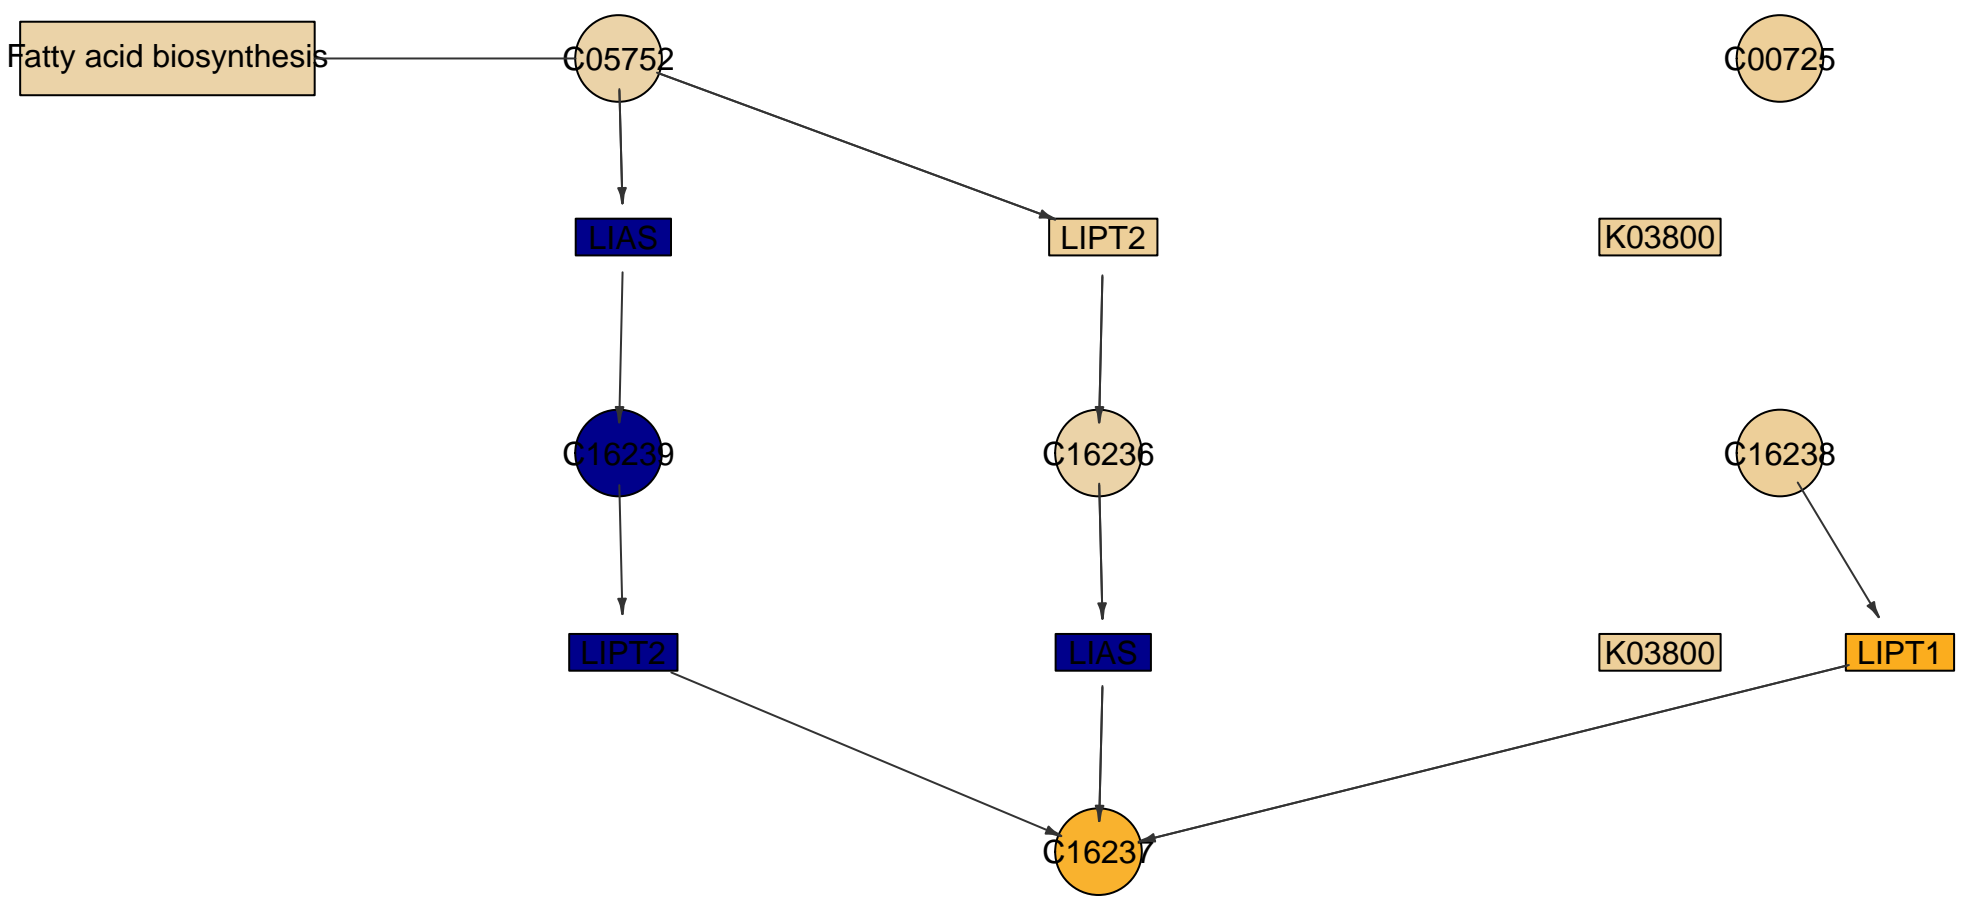 Fatty acid biosynthesis
C05752
C00725
LIAS
LIPT2
K03800
C16239
C16236
C16238
LIPT2
LIAS
K03800
LIPT1
C16237